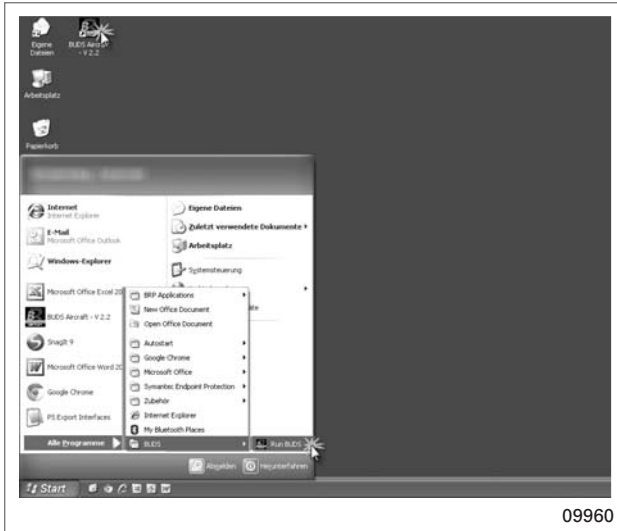 Eigene
Dateien
BUDS Aircraft
- V 2.2
Arbeitsplatz
Papierkorb
Internet
Internet Explorer
E-Mail
Microsoft Office Outlook
Windows-Explorer
Microsoft Office Excel 20
BUDS Aircraft - V 2.2
SnagIt 9
Microsoft Office Word 20
Google Chrome
PS Export Interfaces
Alle Programme
Eigene Dateien
Zuletzt verwendete Dokumente
Arbeitsplatz
Systemsteuerung
BRP Applications
New Office Document
Open Office Document
Autostart
Google Chrome
Microsoft Office
Symantec Endpoint Protection
Zubehör
Internet Explorer
My Bluetooth Places
BUDS
Run BUDS
Abmelden
Herunterfahren
Start
09960